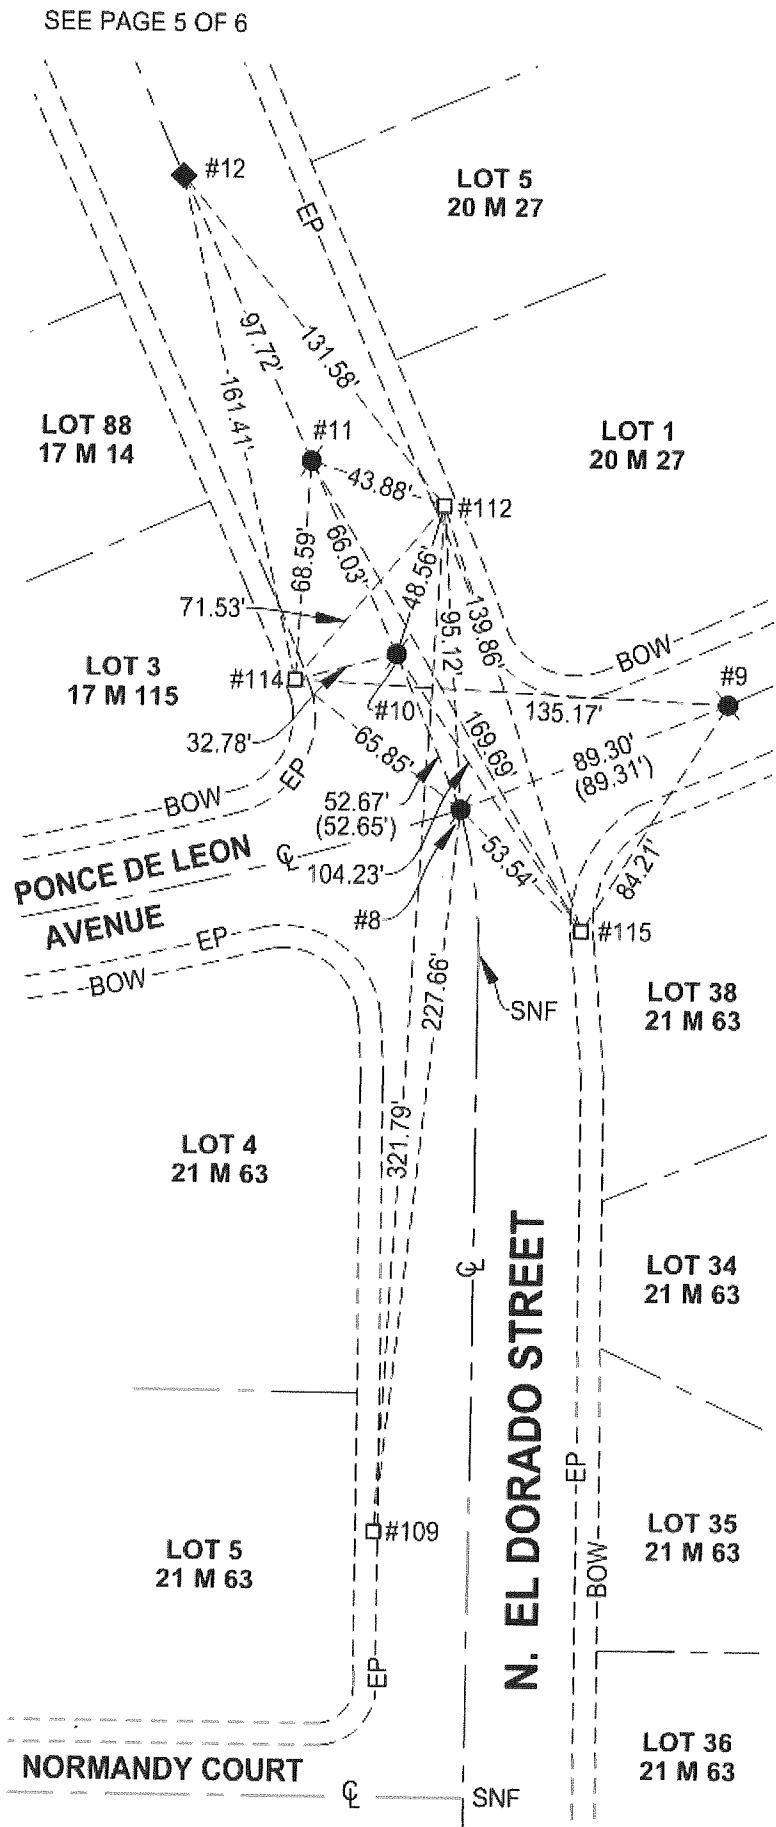 SEE PAGE 5 OF 6
#12
LOT 5
20 M 27
EP
97.72'
131.58'
161.41'
LOT 88
17 M 14
#11
LOT 1
20 M 27
43.88'
#112
68.59'
66.03'
48.56'
71.53'
95.12'
139.86'
LOT 3
17 M 115
#114
BOW
#9
#10
135.17'
32.78'
65.85'
169.69'
EP
89.30'
(89.31')
BOW
52.67'
(52.65')
53.54'
84.21'
PONCE DE LEON
AVENUE
℄
104.23'
#8
#115
EP
BOW
227.66'
SNF
LOT 38
21 M 63
321.79'
LOT 4
21 M 63
℄
N. EL DORADO STREET
LOT 34
21 M 63
EP
#109
LOT 5
21 M 63
LOT 35
21 M 63
BOW
EP
NORMANDY COURT
℄
SNF
LOT 36
21 M 63